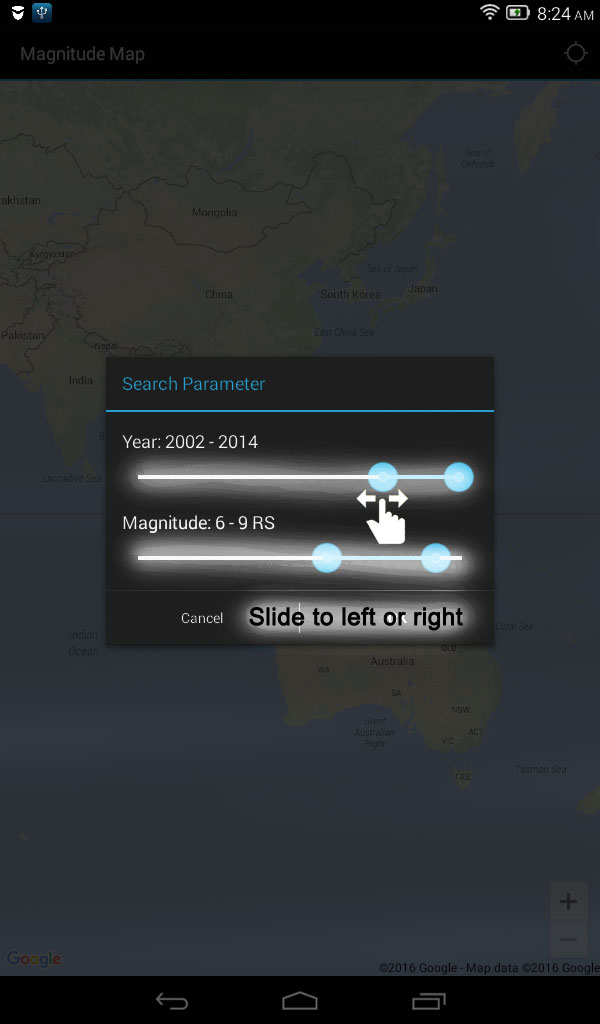 8:24 AM
Magnitude Map
Sea of
Okhotsk
akhstan
Mongolia
Kyrgyzstan
Sea of Japan
China
South Korea
Japan
East China Sea
Pakistan
Nepal
India
Search Parameter
Year: 2002 - 2014
Laccadive Sea
Magnitude: 6 - 9 RS
Cancel
Slide to left or right
Indian
Ocean
Coral Sea
QLD
Australia
WA
SA
NSW
Great
Australian
Bight
ACT
VIC
TAS
Tasman Sea
+
−
Google
©2016 Google - Map data ©2016 Google